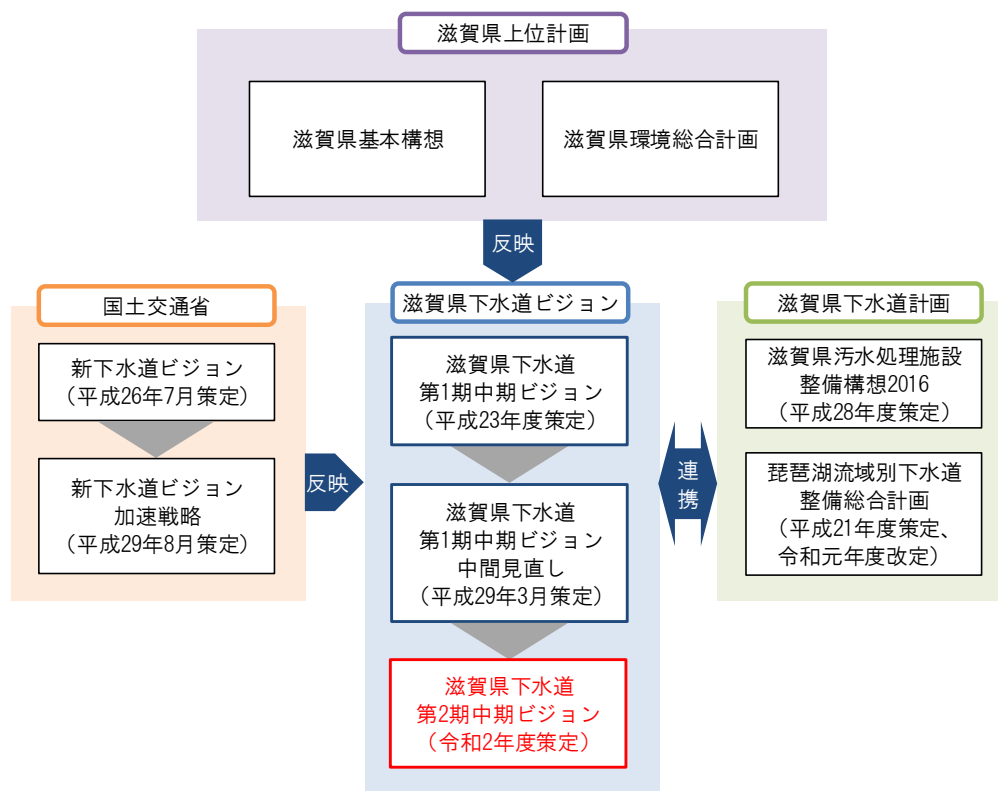 滋賀県上位計画
滋賀県基本構想
滋賀県環境総合計画
反映
国土交通省
新下水道ビジョン
（平成26年7月策定）
新下水道ビジョン
加速戦略
（平成29年8月策定）
反映
滋賀県下水道ビジョン
滋賀県下水道
第1期中期ビジョン
（平成23年度策定）
滋賀県下水道
第1期中期ビジョン
中間見直し
（平成29年3月策定）
滋賀県下水道
第2期中期ビジョン
（令和2年度策定）
連
携
滋賀県下水道計画
滋賀県汚水処理施設
整備構想2016
（平成28年度策定）
琵琶湖流域別下水道
整備総合計画
（平成21年度策定、
令和元年度改定）